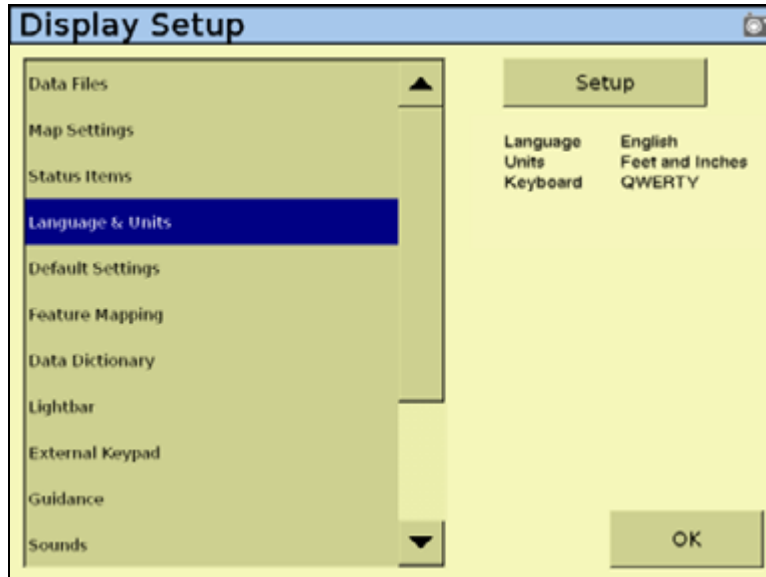 Display Setup
Data Files
Map Settings
Status Items
Language & Units
Default Settings
Feature Mapping
Data Dictionary
Lightbar
External Keypad
Guidance
Sounds
Setup
Language English
Units Feet and Inches
Keyboard QWERTY
OK